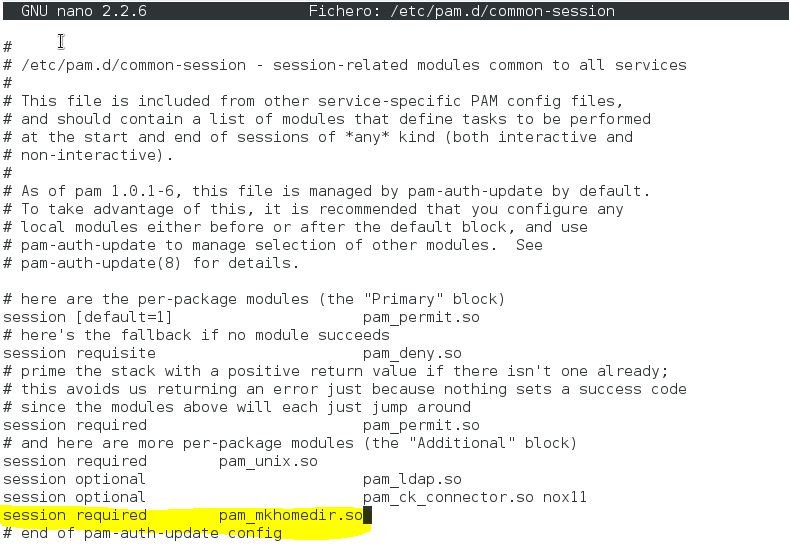 GNU nano 2.2.6 Fichero: /etc/pam.d/common-session
#
# /etc/pam.d/common-session - session-related modules common to all services
#
# This file is included from other service-specific PAM config files,
# and should contain a list of modules that define tasks to be performed
# at the start and end of sessions of *any* kind (both interactive and
# non-interactive).
#
# As of pam 1.0.1-6, this file is managed by pam-auth-update by default.
# To take advantage of this, it is recommended that you configure any
# local modules either before or after the default block, and use
# pam-auth-update to manage selection of other modules.  See
# pam-auth-update(8) for details.
# here are the per-package modules (the "Primary" block)
session [default=1]                     pam_permit.so
# here's the fallback if no module succeeds
session requisite                       pam_deny.so
# prime the stack with a positive return value if there isn't one already;
# this avoids us returning an error just because nothing sets a success code
# since the modules above will each just jump around
session required                        pam_permit.so
# and here are more per-package modules (the "Additional" block)
session required        pam_unix.so
session optional                        pam_ldap.so
session optional                        pam_ck_connector.so nox11
session required        pam_mkhomedir.so
# end of pam-auth-update config